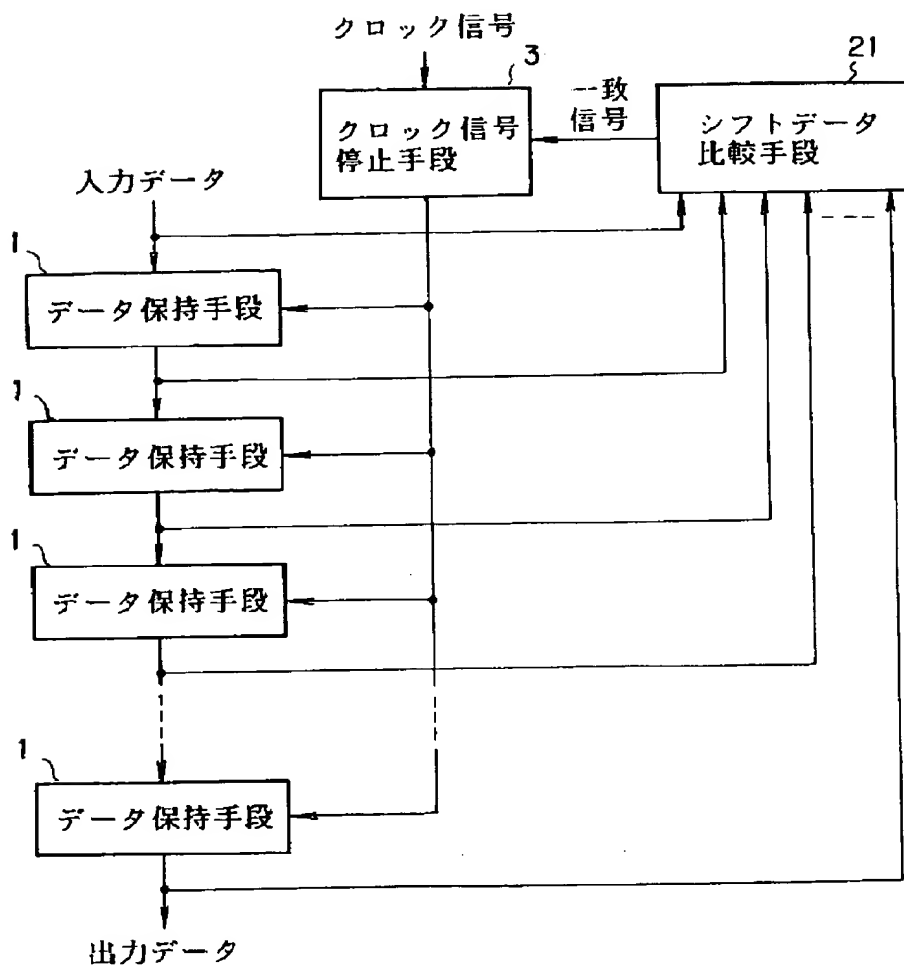 クロック信号
3
クロック信号
停止手段
一致
信号
21
シフトデータ
比較手段
入力データ
1
データ保持手段
1
データ保持手段
1
データ保持手段
1
データ保持手段
出力データ